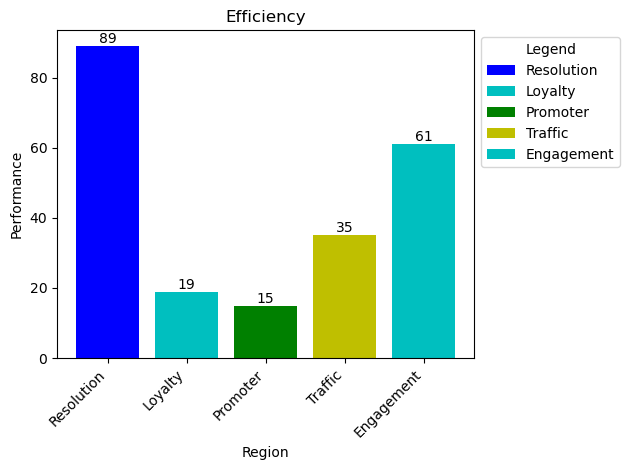 Efficiency
Performance
80
60
40
20
0
89
19
15
35
61
Resolution
Loyalty
Promoter
Traffic
Engagement
Region
Legend
Resolution
Loyalty
Promoter
Traffic
Engagement